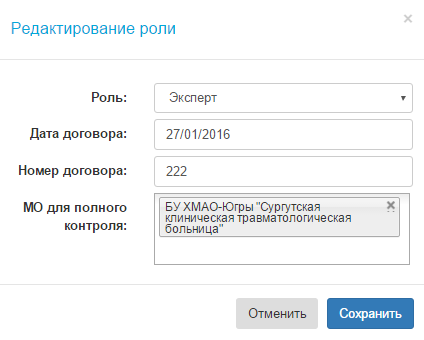 Редактирование роли
×
Роль:
Эксперт
Дата договора:
27/01/2016
Номер договора:
222
МО для полного
контроля:
БУ ХМАО-Югры "Сургутская
клиническая травматологическая
больница"
Отменить
Сохранить